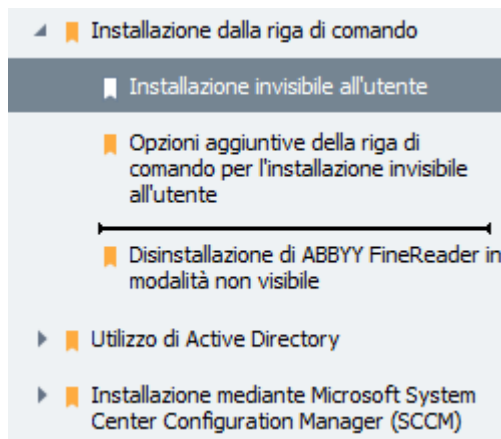 Installazione dalla riga di comando
Installazione invisibile all'utente
Opzioni aggiuntive della riga di
comando per l'installazione invisibile
all'utente
Disinstallazione di ABBYY FineReader in
modalità non visibile
Utilizzo di Active Directory
Installazione mediante Microsoft System
Center Configuration Manager (SCCM)